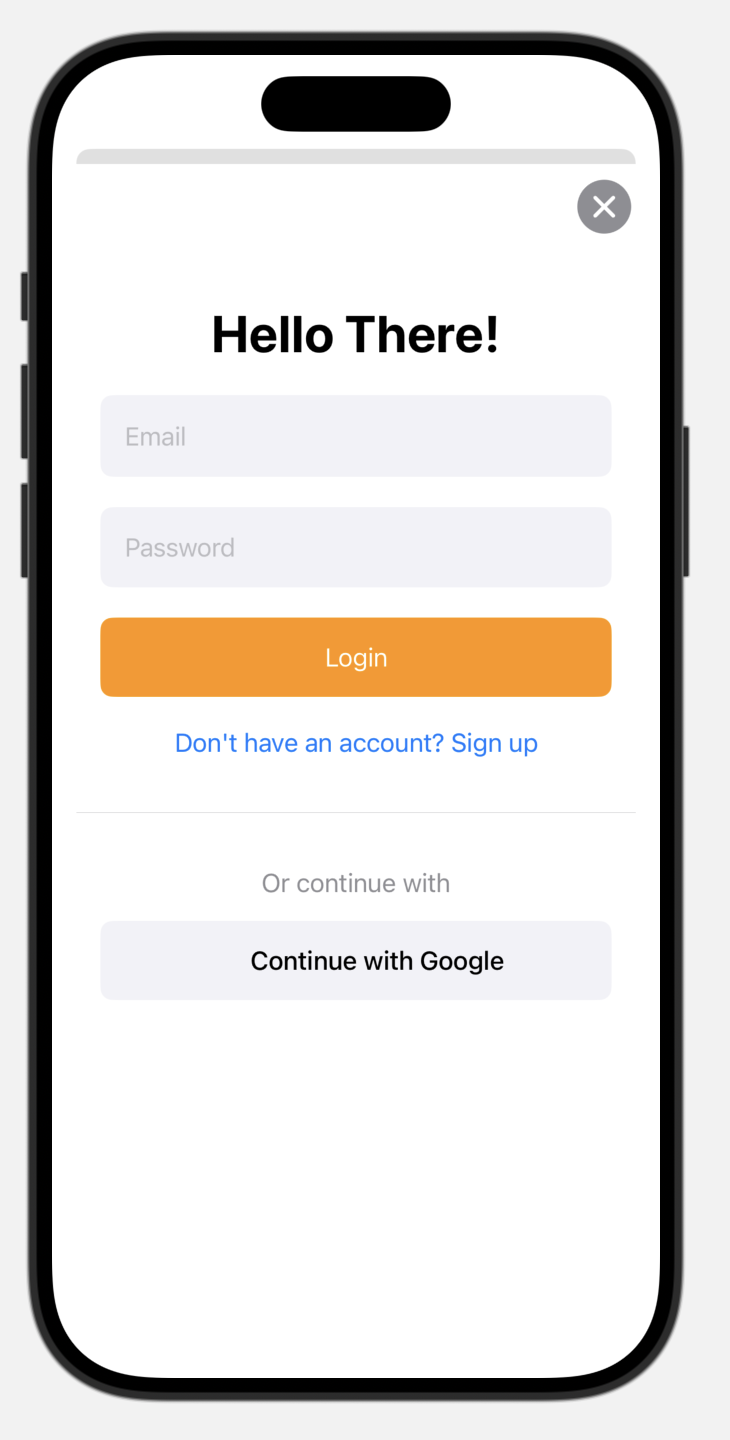 Hello There!
Email
Password
Login
Don't have an account? Sign up
Or continue with
Continue with Google